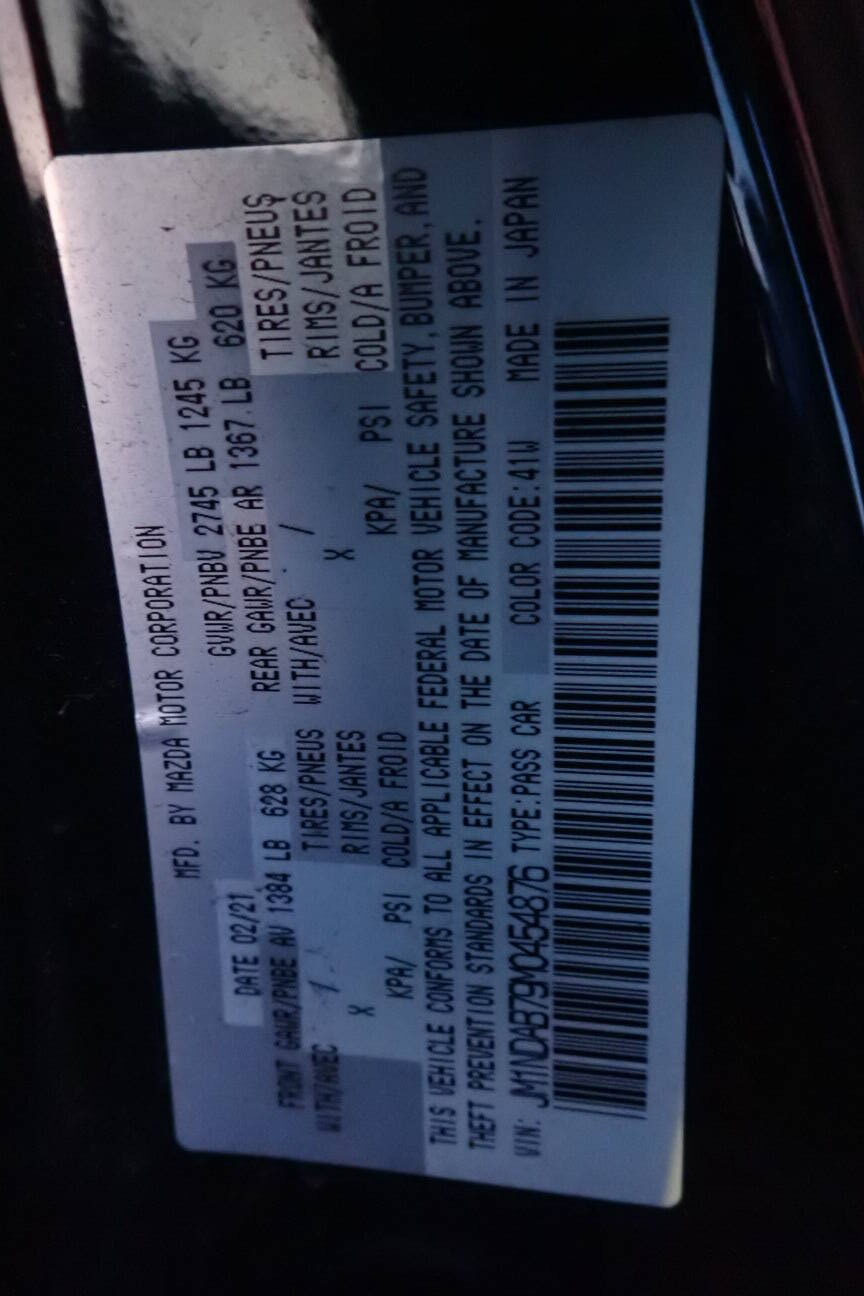 MFD. BY MAZDA MOTOR CORPORATION
DATE 02/21 GVWR/PNBV 2745 LB 1245 KG
FRONT GAWR/PNBE AV 1384 LB 628 KG REAR GAWR/PNBE AR 1367 LB 620 KG
WITH/AVEC / TIRES/PNEUS WITH/AVEC / TIRES/PNEUS
X RIMS/JANTES X RIMS/JANTES
KPA/ PSI COLD/A FROID KPA/ PSI COLD/A FROID
THIS VEHICLE CONFORMS TO ALL APPLICABLE FEDERAL MOTOR VEHICLE SAFETY, BUMPER, AND
THEFT PREVENTION STANDARDS IN EFFECT ON THE DATE OF MANUFACTURE SHOWN ABOVE.
VIN: JM1NDAB79M0454876 TYPE:PASS CAR COLOR CODE:41W MADE IN JAPAN